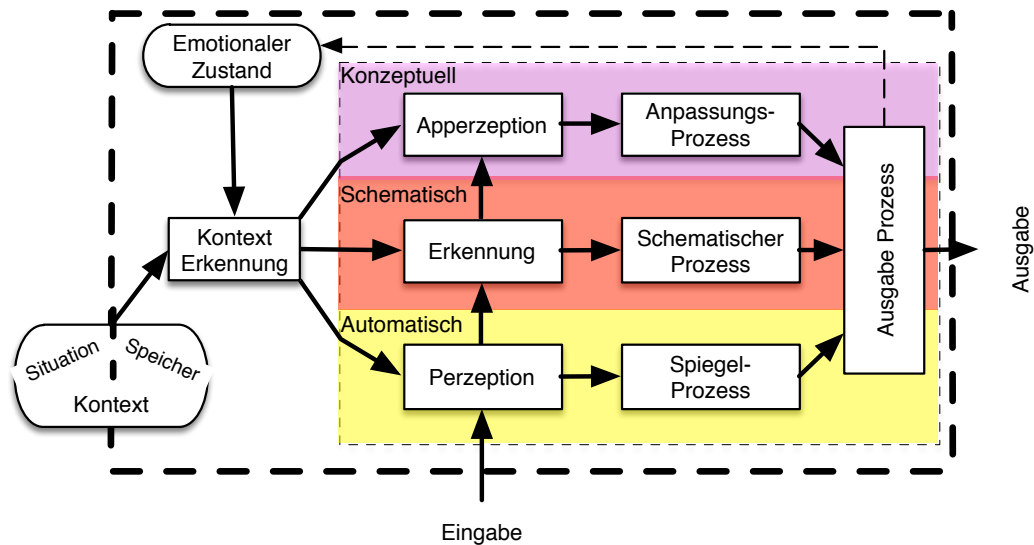 Emotionaler
Zustand
Konzeptuell
Apperzeption
Anpassungs-
Prozess
Schematisch
Kontext
Erkennung
Erkennung
Schematischer
Prozess
Ausgabe Prozess
Ausgabe
Automatisch
Situation
Speicher
Kontext
Perzeption
Spiegel-
Prozess
Eingabe